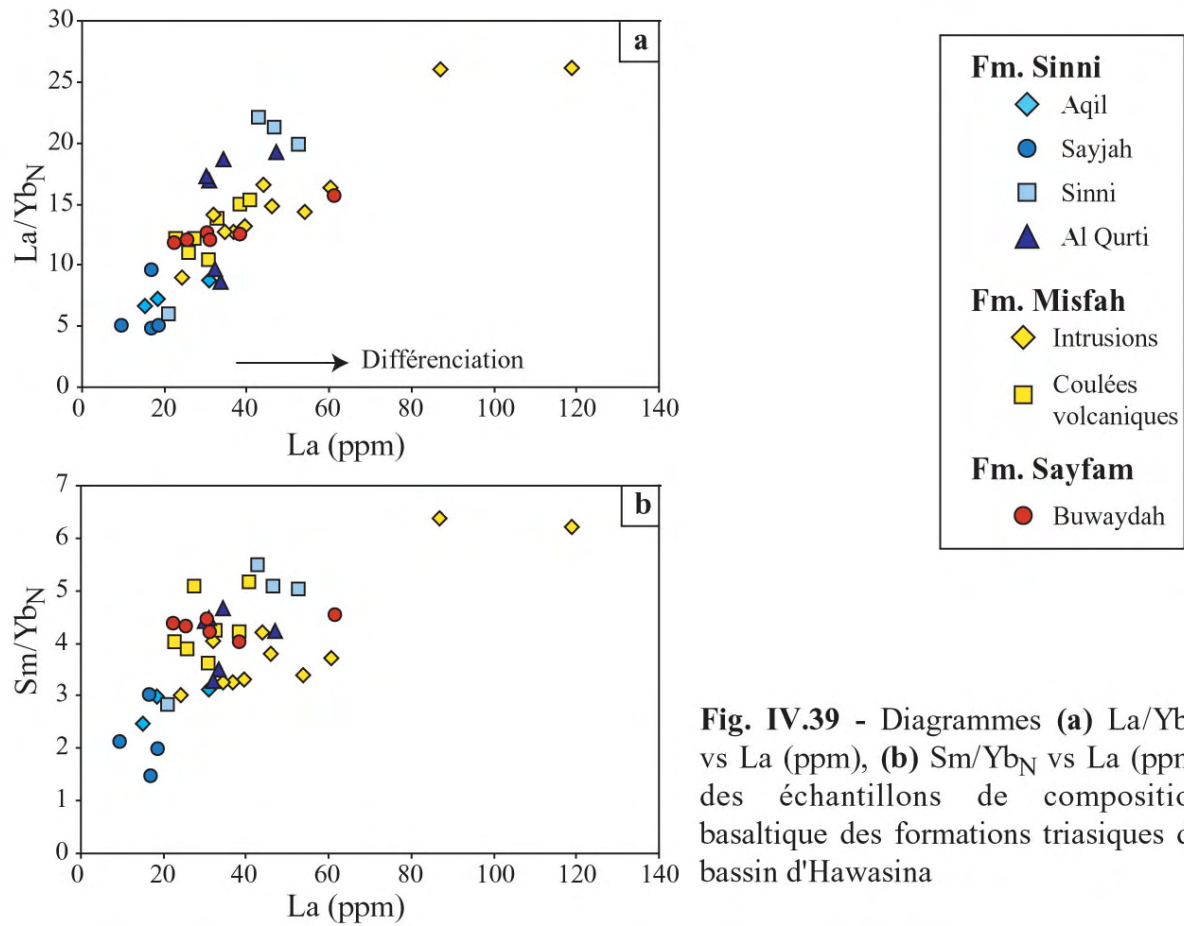 30
25
20
15
10
5
0
La/YbN
a
Différenciation
0 20 40 60 80 100 120 140
La (ppm)
7
6
5
4
3
2
1
0
Sm/YbN
b
0 20 40 60 80 100 120 140
La (ppm)
Fm. Sinni
Aqil
Sayjah
Sinni
Al Qurti
Fm. Misfah
Intrusions
Coulées
volcaniques
Fm. Sayfam
Buwaydah
Fig. IV.39 - Diagrammes (a) La/Yb
vs La (ppm), (b) SmYbN vs La (ppm
des échantillons de compositio
basaltique des formations triasiques d
bassin d'Hawasina